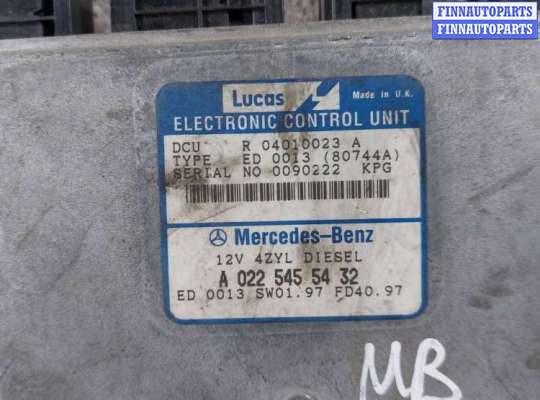 FINNAUTOPARTS
FINNAUTOPARTS
Lucas
Made in U.K.
ELECTRONIC CONTROL UNIT
DCU R 04010023 A
TYPE ED 0013 (80744A)
SERIAL NO 0090222 KPG
Mercedes-Benz
12V 4ZYL DIESEL
A 022 545 54 32
ED 0013 SW01.97 FD40.97
MB